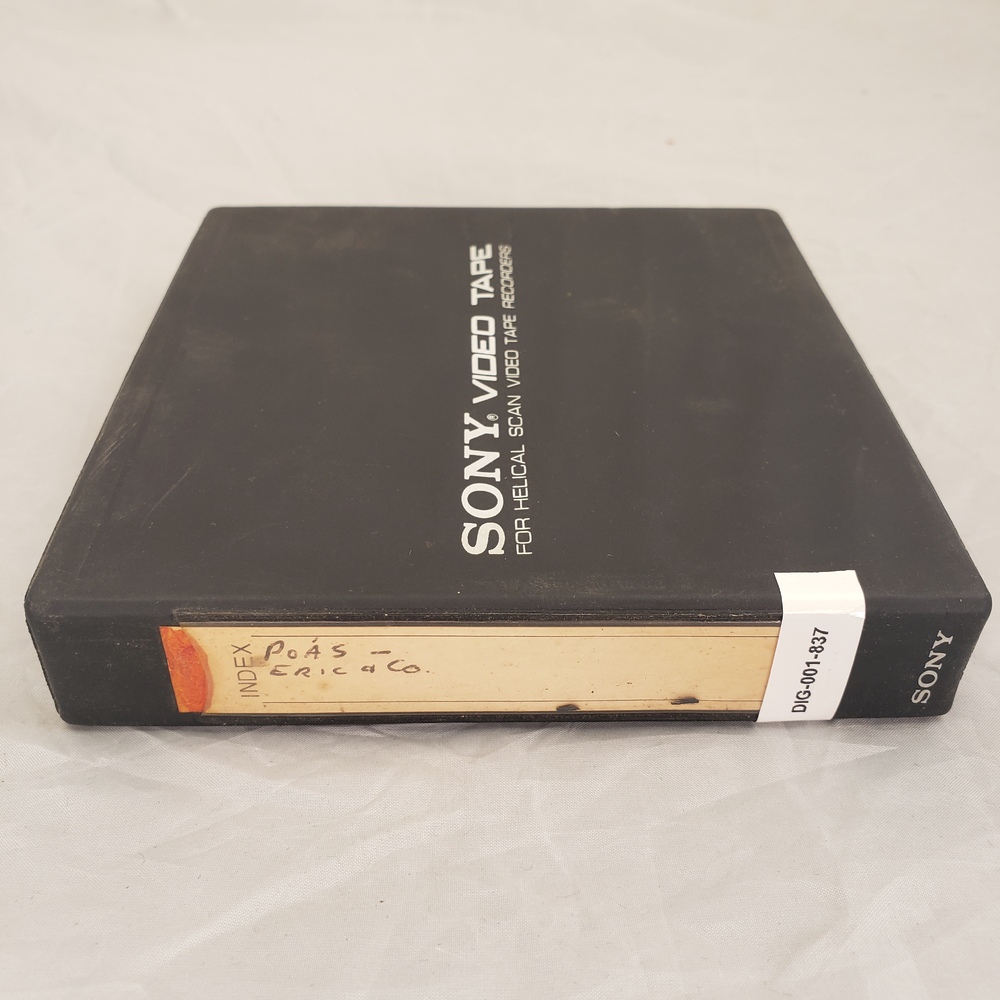 SONY® VIDEO TAPE
FOR HELICAL SCAN VIDEO TAPE RECORDERS
INDEX
POÁS –
ERIC & CO.
DIG-001-837
SONY